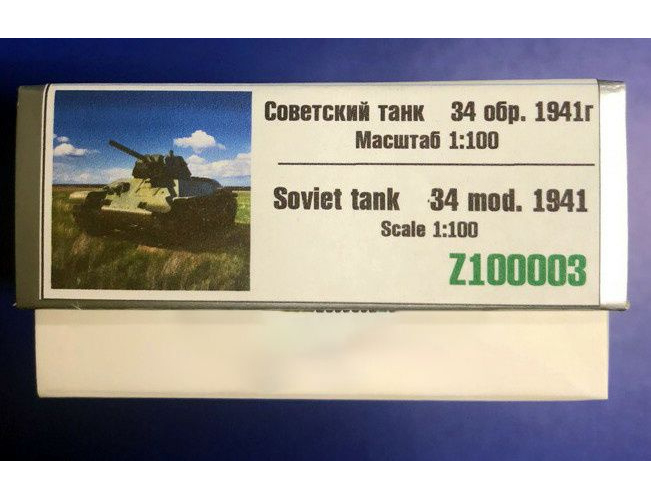 Советский танк 34 обр. 1941г
Масштаб 1:100
Soviet tank 34 mod. 1941
Scale 1:100
Z100003